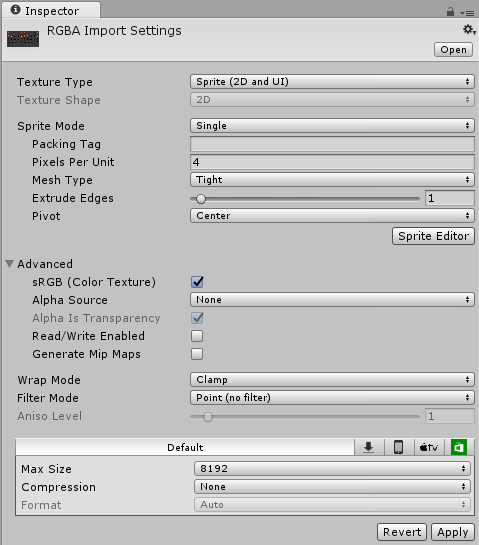 Inspector
RGBA Import Settings
Open
Texture Type Sprite (2D and UI)
Texture Shape 2D
Sprite Mode Single
Packing Tag
Pixels Per Unit 4
Mesh Type Tight
Extrude Edges 1
Pivot Center
Sprite Editor
Advanced
sRGB (Color Texture)
Alpha Source None
Alpha Is Transparency
Read/Write Enabled
Generate Mip Maps
Wrap Mode Clamp
Filter Mode Point (no filter)
Aniso Level 1
Default tv
Max Size 8192
Compression None
Format Auto
Revert Apply